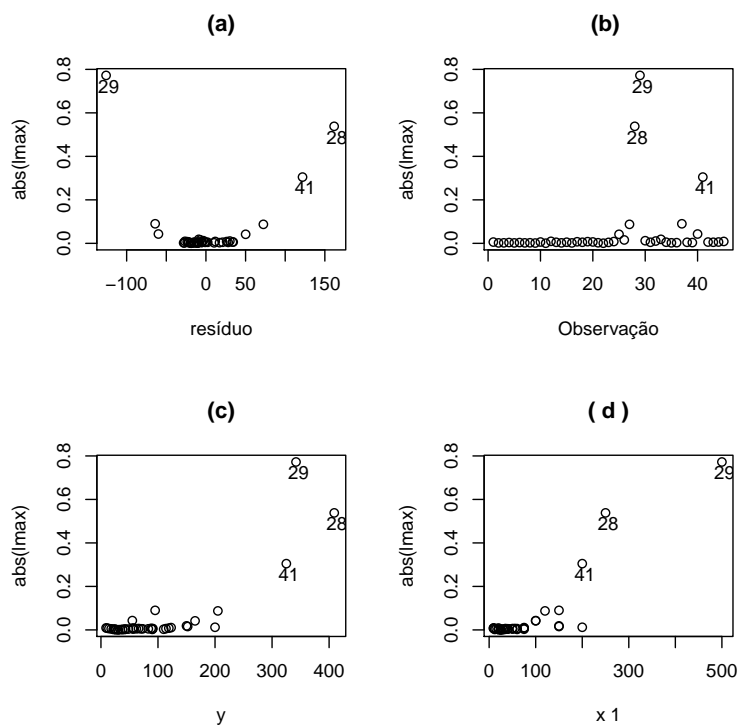 (a)
abs(lmax)
0.0 0.2 0.4 0.6 0.8
29
28
41
−100 0 50 150
resíduo
(b)
abs(lmax)
0.0 0.2 0.4 0.6 0.8
29
28
41
0 10 20 30 40
Observação
(c)
abs(lmax)
0.0 0.2 0.4 0.6 0.8
29
28
41
0 100 200 300 400
y
( d )
abs(lmax)
0.0 0.2 0.4 0.6 0.8
29
28
41
0 100 300 500
x 1